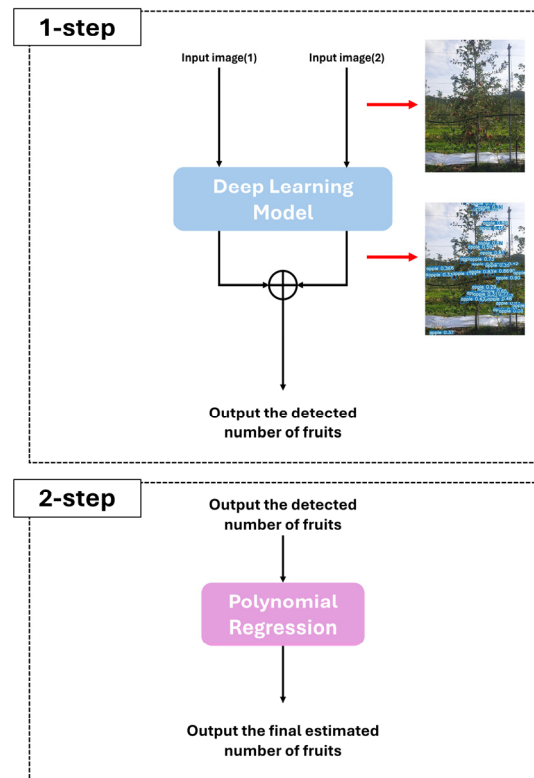 1-step
Input image(1)
Input image(2)
Deep Learning
Model
Output the detected
number of fruits
2-step
Output the detected
number of fruits
Polynomial
Regression
Output the final estimated
number of fruits